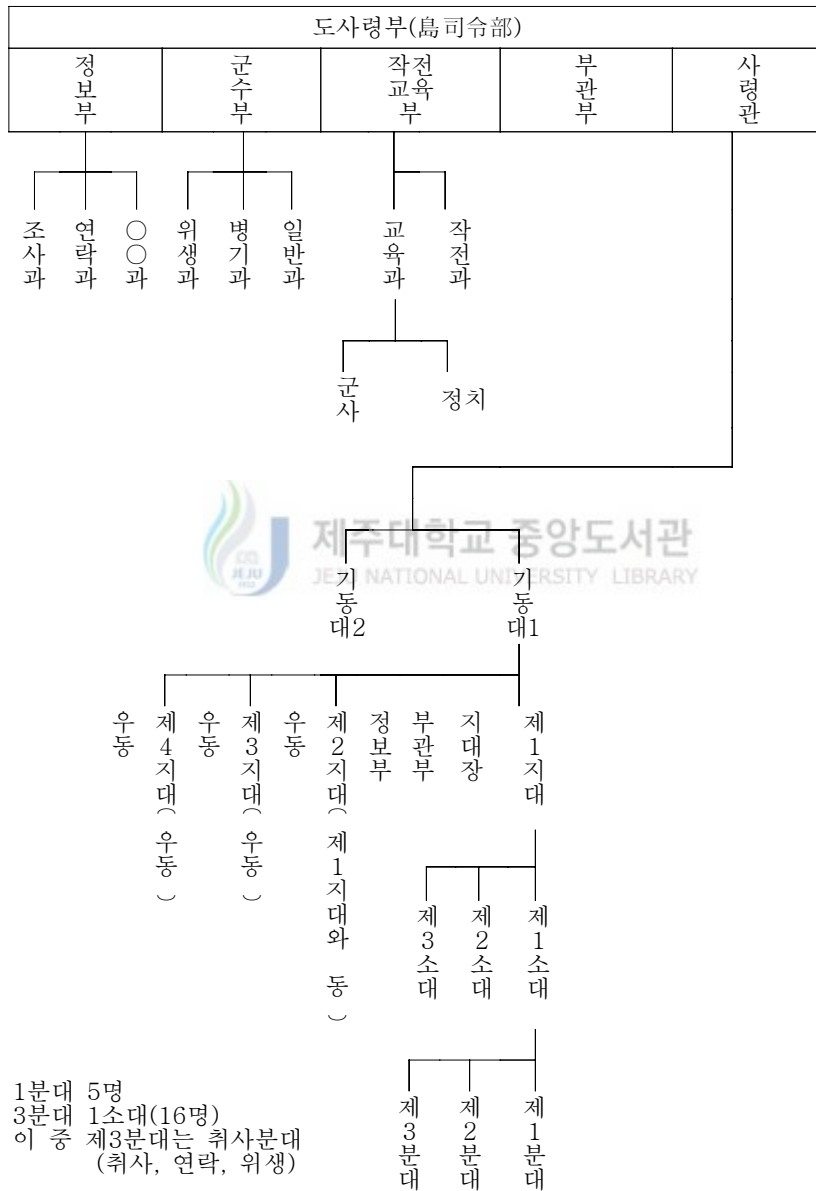 도사령부(島司令部)
정보부
군수부
작전교육부
부관부
사령관
조사과
연락과
○○과
위생과
병기과
일반과
교육과
작전과
군사
정치
제주대학교 중앙도서관
JEJU NATIONAL UNIVERSITY LIBRARY
JEJU
1952
기동대2
기동대1
우동
제4지대(우동)
우동
제3지대(우동)
우동
제2지대(제1지대와 동)
정보부
부관부
지대장
제1지대
제3소대
제2소대
제1소대
제3분대
제2분대
제1분대
1분대 5명
3분대 1소대(16명)
이 중 제3분대는 취사분대
(취사, 연락, 위생)